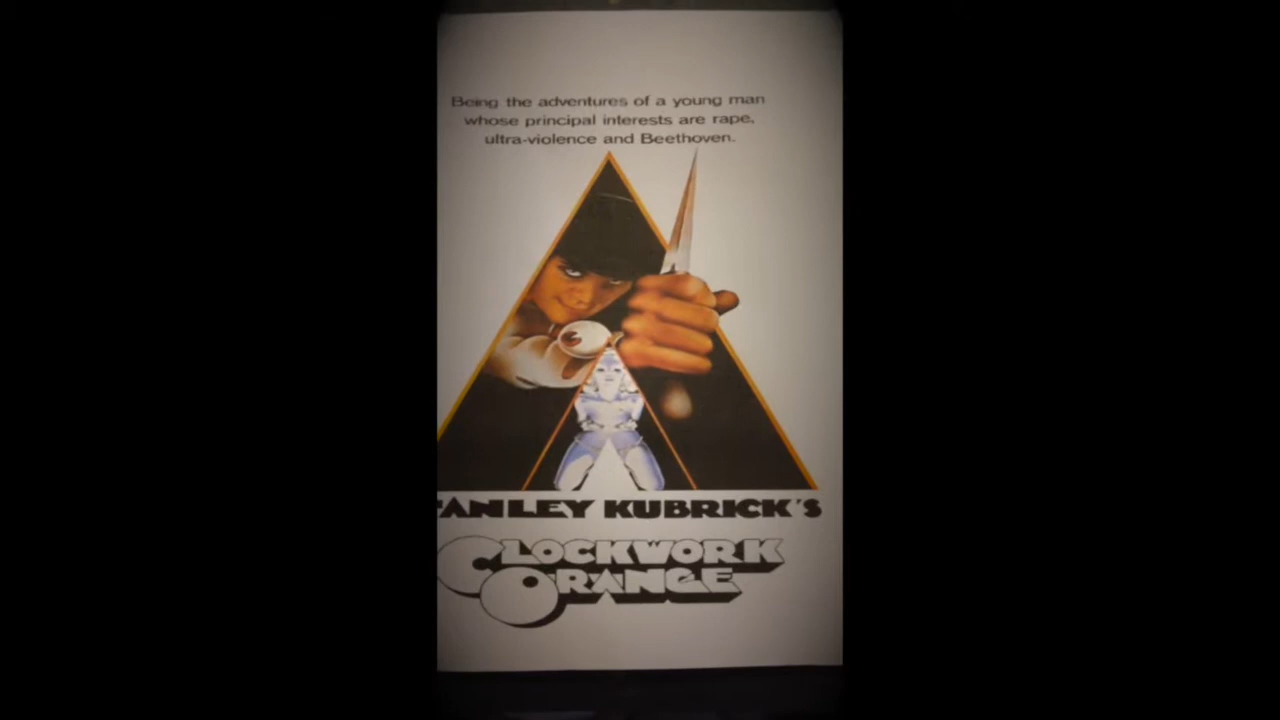 Being the adventures of a young man
whose principal interests are rape,
ultra-violence and Beethoven.
TANLEY KUBRICK'S
CLOCKWORK
ORANGE